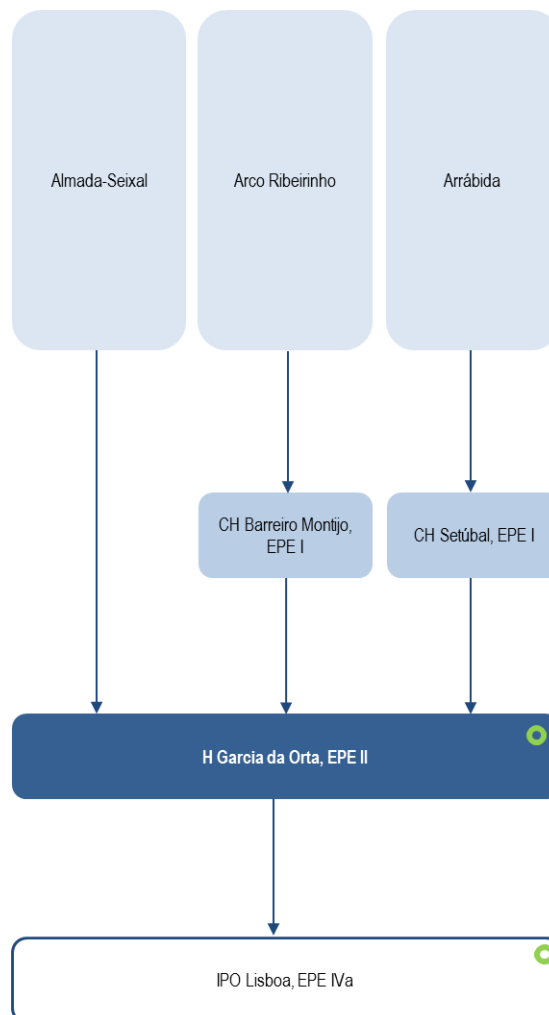 Almada-Seixal
Arco Ribeirinho
Arrábida
CH Barreiro Montijo,
EPE I
CH Setúbal, EPE I
H Garcia da Orta, EPE II
IPO Lisboa, EPE IVa